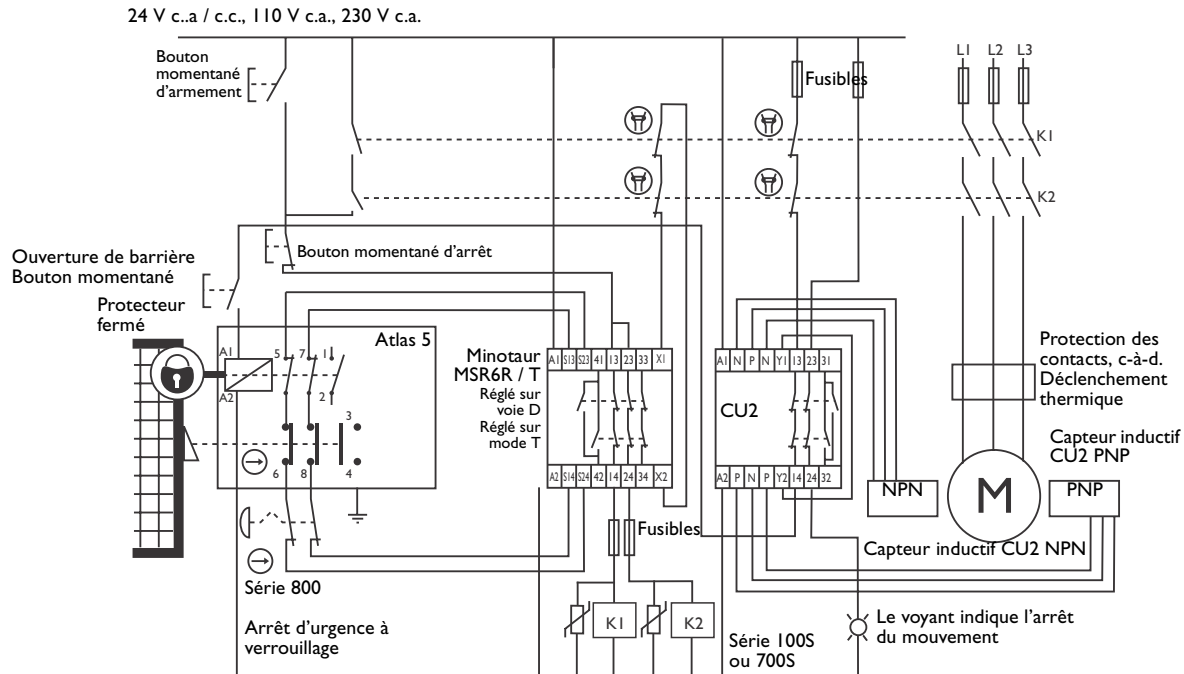 24 V c..a / c.c., 110 V c.a., 230 V c.a.
Bouton
momentané
d'armement
Fusibles
L1 L2 L3
K1
K2
Ouverture de barrière
Bouton momentané
Bouton momentané d'arrêt
Protecteur
fermé
Atlas 5
A1
5 7 1
A2
2
3
6 8 4
Minotaur
MSR6R / T
Réglé sur
voie D
Réglé sur
mode T
A1 S13 S23 41 13 23 33 X1
A2 S14 S24 42 14 24 34 X2
A1 N P N Y1 13 23 31
CU2
A2 P N P Y2 14 24 32
Protection des
contacts, c-à-d.
Déclenchement
thermique
Capteur inductif
CU2 PNP
NPN
M
PNP
Capteur inductif CU2 NPN
Fusibles
Série 800
Arrêt d'urgence à
verrouillage
K1
K2
Série 100S
ou 700S
Le voyant indique l'arrêt
du mouvement